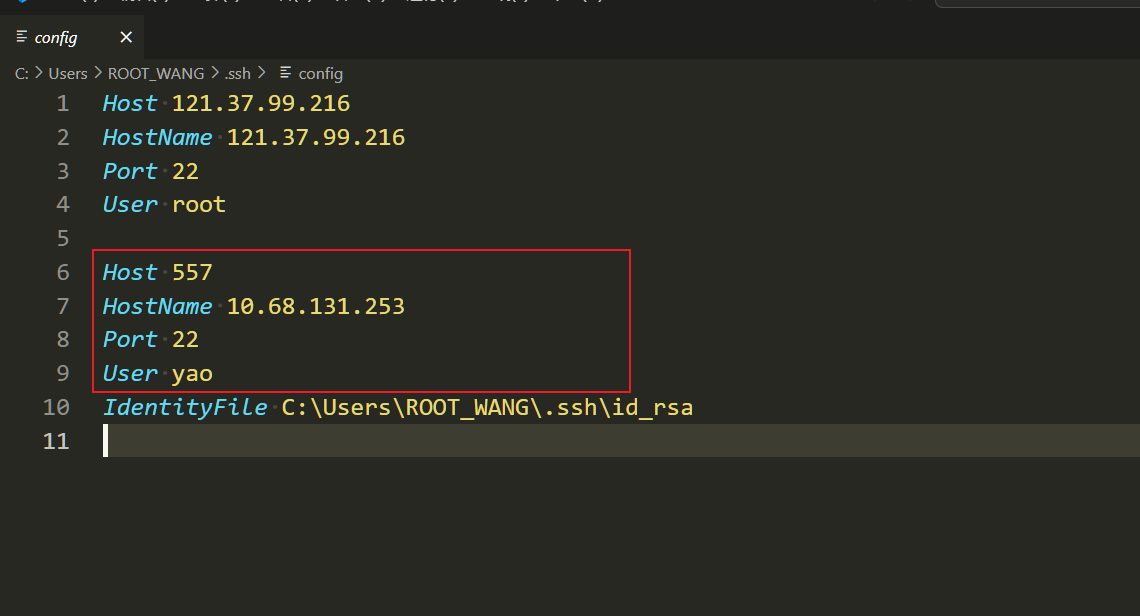 config
C: Users ROOT_WANG .ssh config
1 Host 121.37.99.216
2 HostName 121.37.99.216
3 Port 22
4 User root
5
6 Host 557
7 HostName 10.68.131.253
8 Port 22
9 User yao
10 IdentityFile C:\Users\ROOT_WANG\.ssh\id_rsa
11